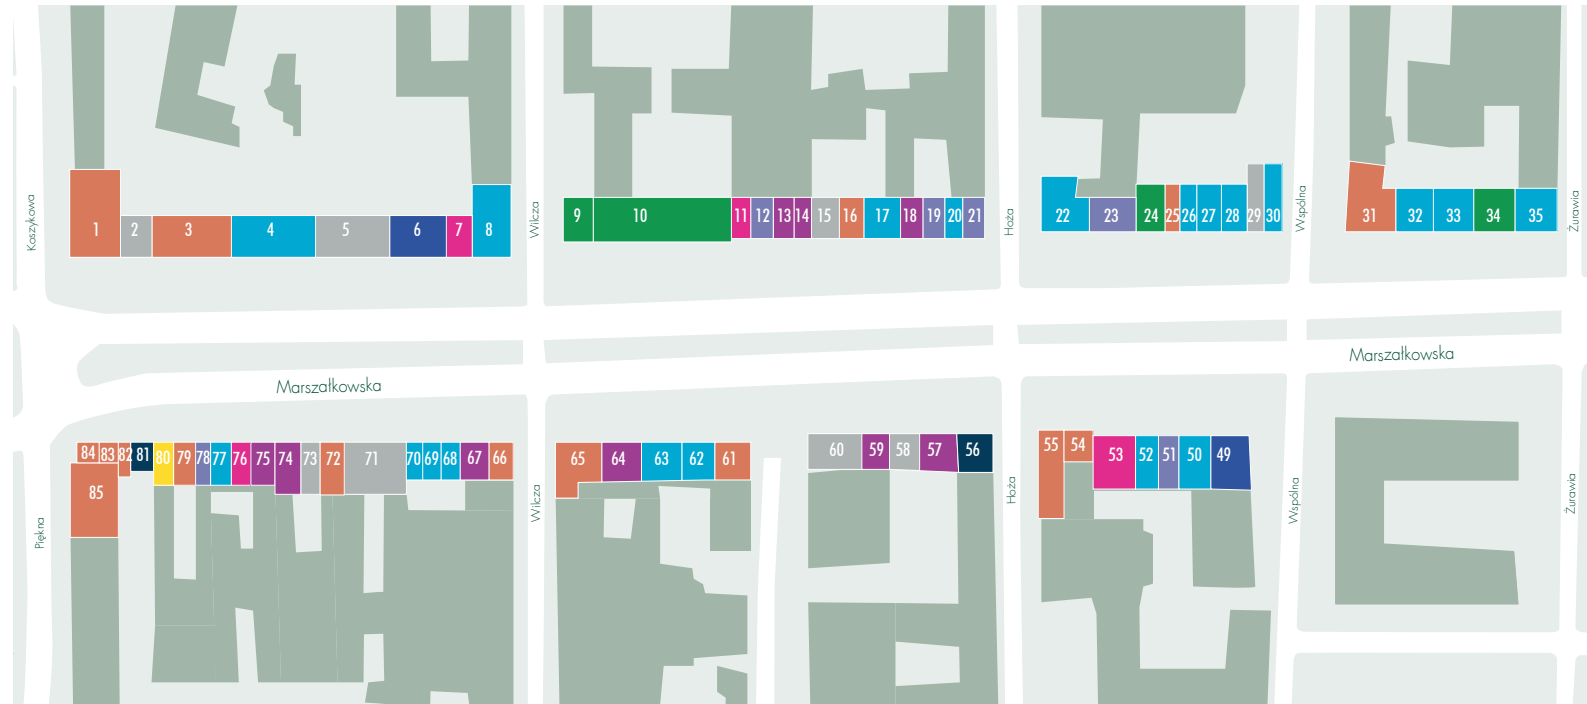 1 2 3 4 5 6 7 8
9 10 11 12 13 14 15 16 17 18 19 20 21
22 23 24 25 26 27 28 29 30
31 32 33 34 35
Koszykowa
Wilcza
Hoża
Wspólna
Żurawia
Marszałkowska
Marszałkowska
84 83 82 81 80 79 78 77 76 75 74 73 72 71 70 69 68 67 66
85
65 64 63 62 61
60 59 58 57 56
55 54 53 52 51 50 49
Piękna
Wilcza
Hoża
Wspólna
Żurawia